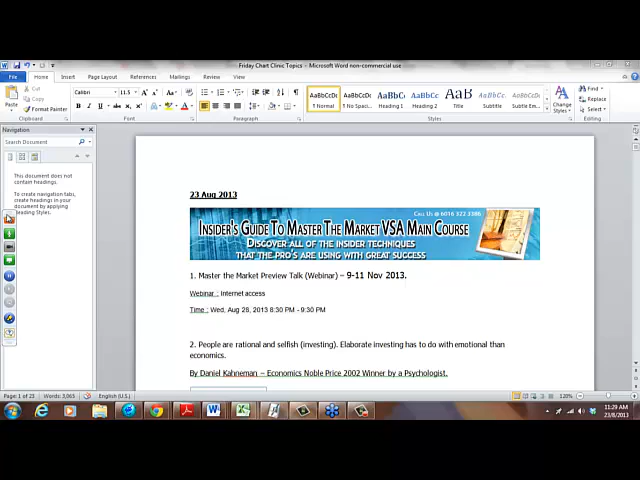 Friday Chart Clinic Topics - Microsoft Word non-commercial use
File Home Insert Page Layout References Mailings Review View
Paste
Cut
Copy
Format Painter
Clipboard
Calibri 11.5
Font
Paragraph
AaBbCcDc AaBbCcDc AaBbC AaBbCc AaB AaBbCc. AaBbCcDc
¶ Normal ¶ No Spaci... Heading 1 Heading 2 Title Subtitle Subtle Em...
Change Styles
Styles
Find
Replace
Select
Editing
Navigation
Search Document
This document does
not contain
headings.
To create navigation tabs,
create headings in your
document by applying
Heading Styles.
23 Aug 2013
Call Us @ 6016 322 3386
Insider's Guide To Master The Market VSA Main Course
Discover all of the insider techniques
that the pro's are using with great success
1. Master the Market Preview Talk (Webinar) – 9-11 Nov 2013.
Webinar : Internet access
Time : Wed, Aug 28, 2013 8:30 PM - 9:30 PM
2. People are rational and selfish (investing). Elaborate investing has to do with emotional than
economics.
By Daniel Kahneman – Economics Noble Price 2002 Winner by a Psychologist.
Page: 1 of 23 Words: 3,065 English (U.S.) 120%
11:29 AM
23/8/2013